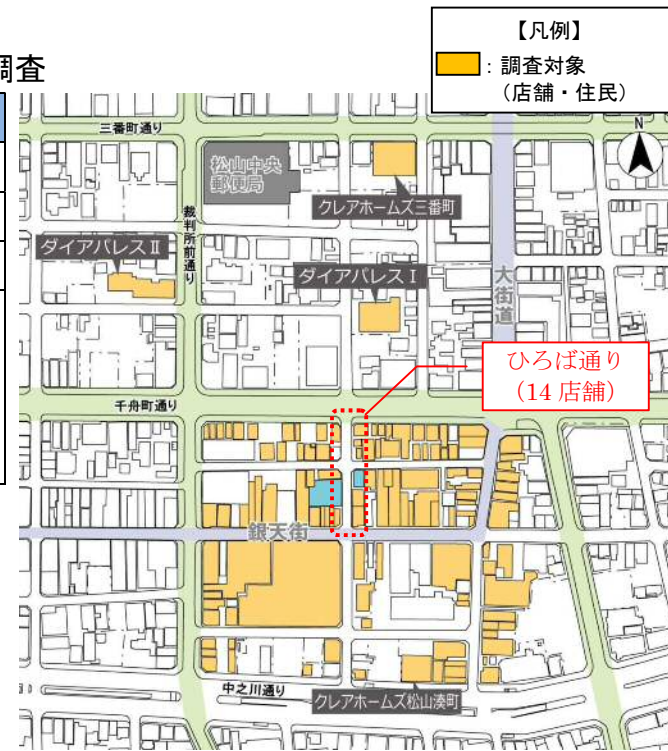 【凡例】
：調査対象
（店舗・住民）
調査
N
三番町通り
松山中央
郵便局
クレアホームズ三番町
裁判所前通り
ダイアパレスⅡ
ダイアパレスⅠ
大街道
ひろば通り
（14 店舗）
千舟町通り
銀天街
中之川通り
クレアホームズ松山湊町